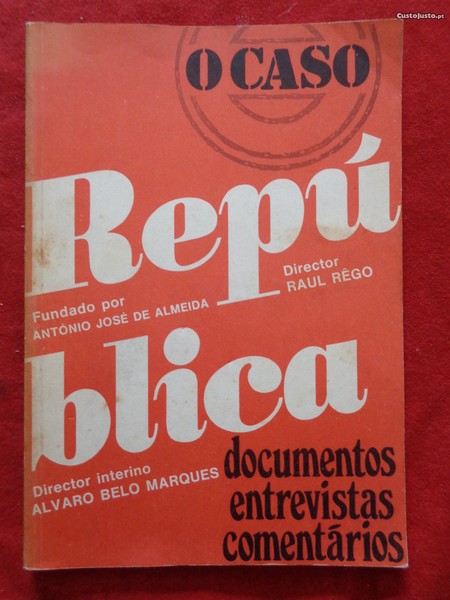 CustoJusto.pt
O CASO
Repú
Fundado por
ANTÓNIO JOSÉ DE ALMEIDA
Director
RAUL RÊGO
blica
Director interino
ALVARO BELO MARQUES
documentos
entrevistas
comentários